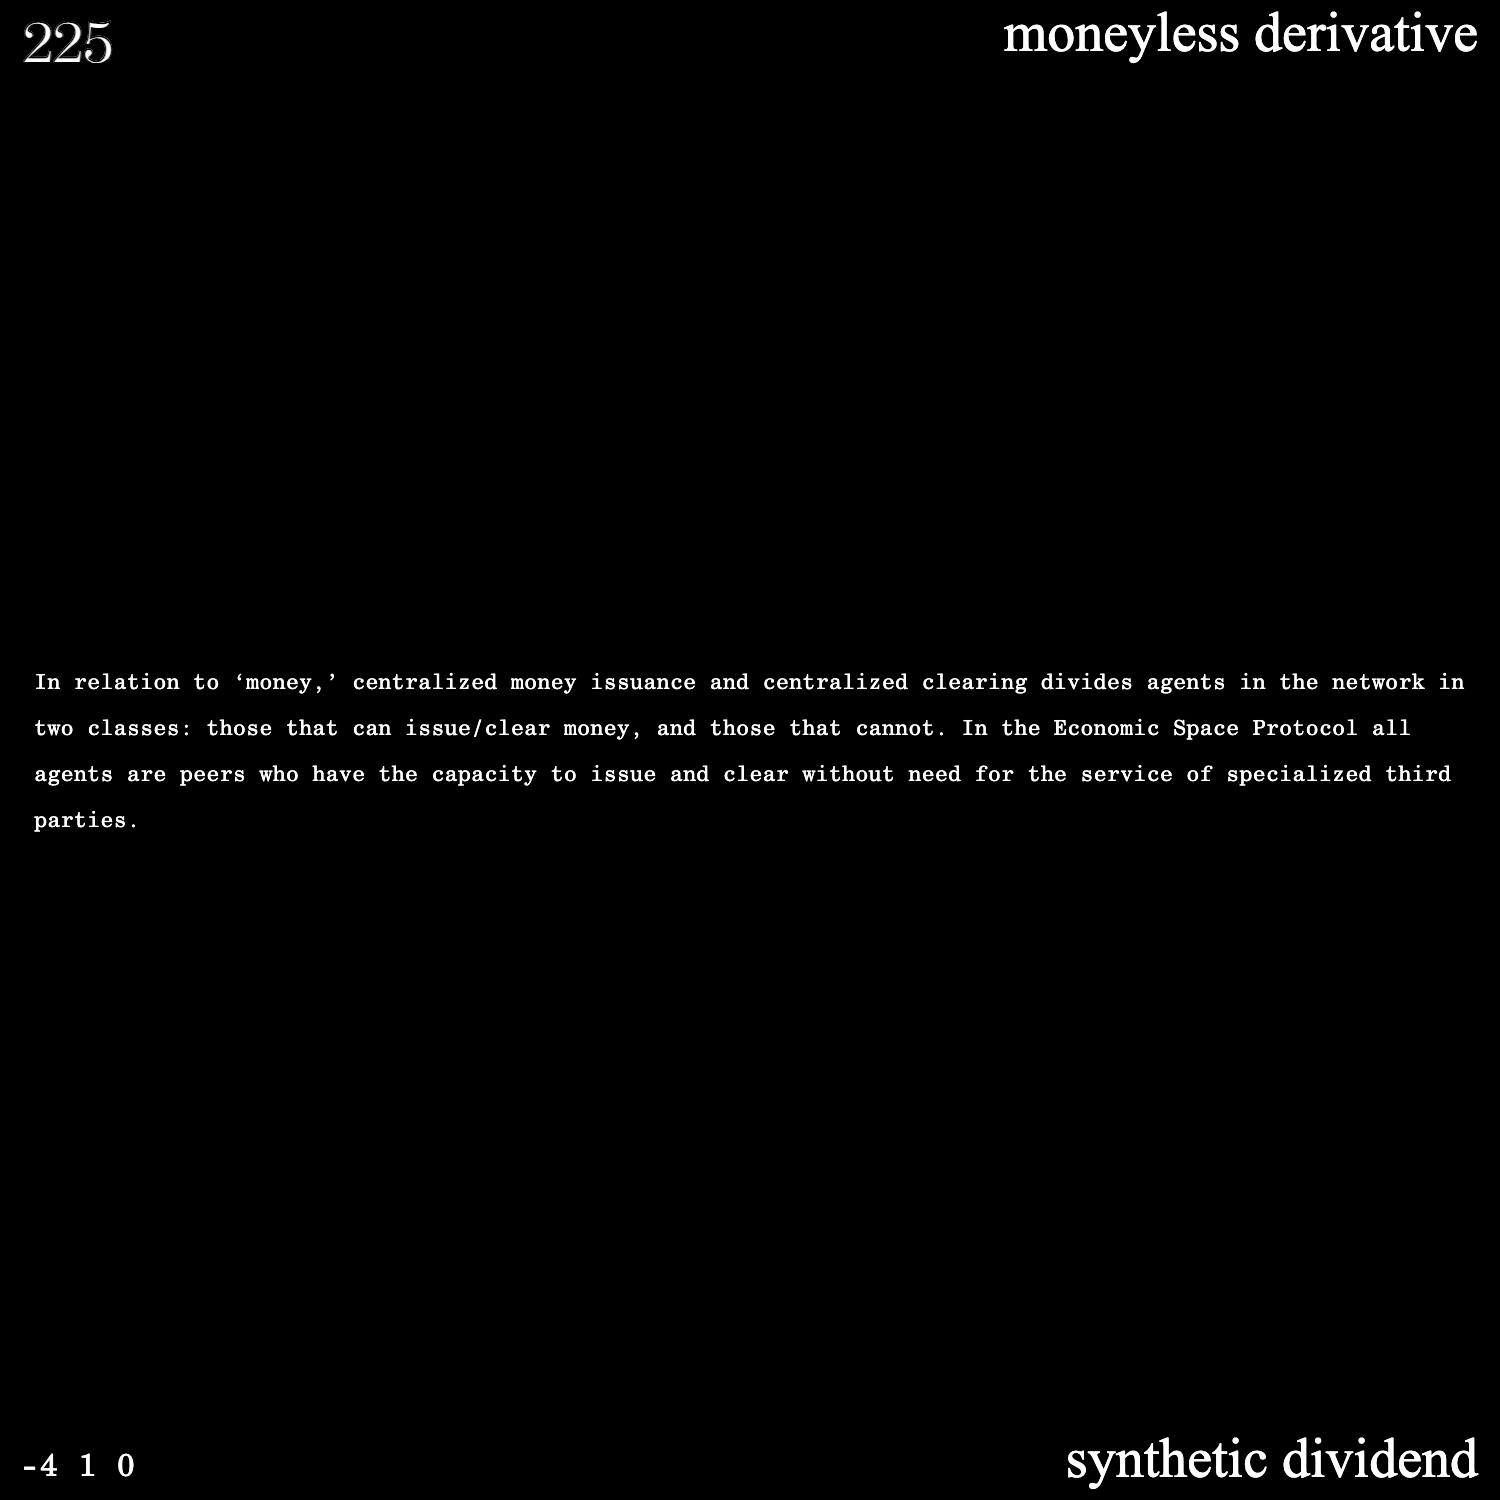 225
moneyless derivative
In relation to ‘money,’ centralized money issuance and centralized clearing divides agents in the network in
two classes: those that can issue/clear money, and those that cannot. In the Economic Space Protocol all
agents are peers who have the capacity to issue and clear without need for the service of specialized third
parties.
-4 1 0
synthetic dividend